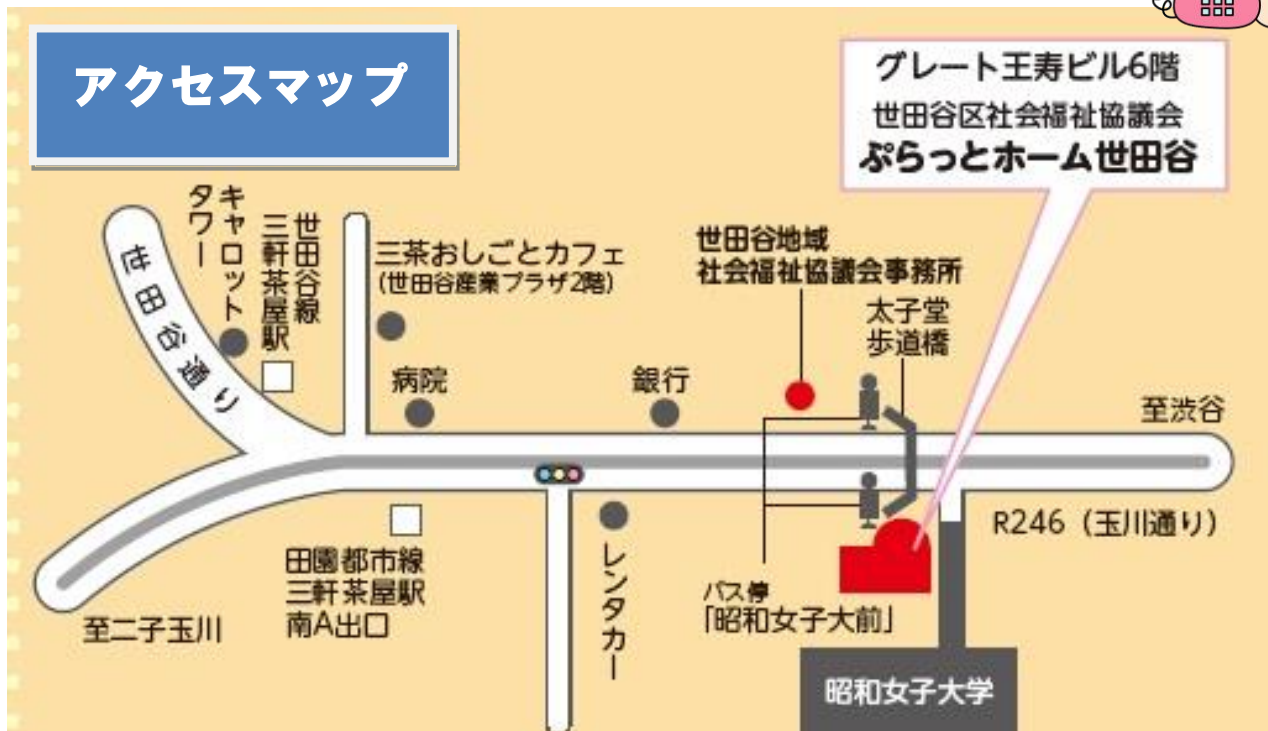 アクセスマップ
グレート王寿ビル6階
世田谷区社会福祉協議会
ぷらっとホーム世田谷
世田谷通り
キャロット
タワー
世田谷線
三軒茶屋駅
三茶おしごとカフェ
(世田谷産業プラザ2階)
病院
銀行
世田谷地域
社会福祉協議会事務所
太子堂
歩道橋
至渋谷
R246（玉川通り）
田園都市線
三軒茶屋駅
南A出口
至二子玉川
レンタカー
バス停
「昭和女子大前」
昭和女子大学